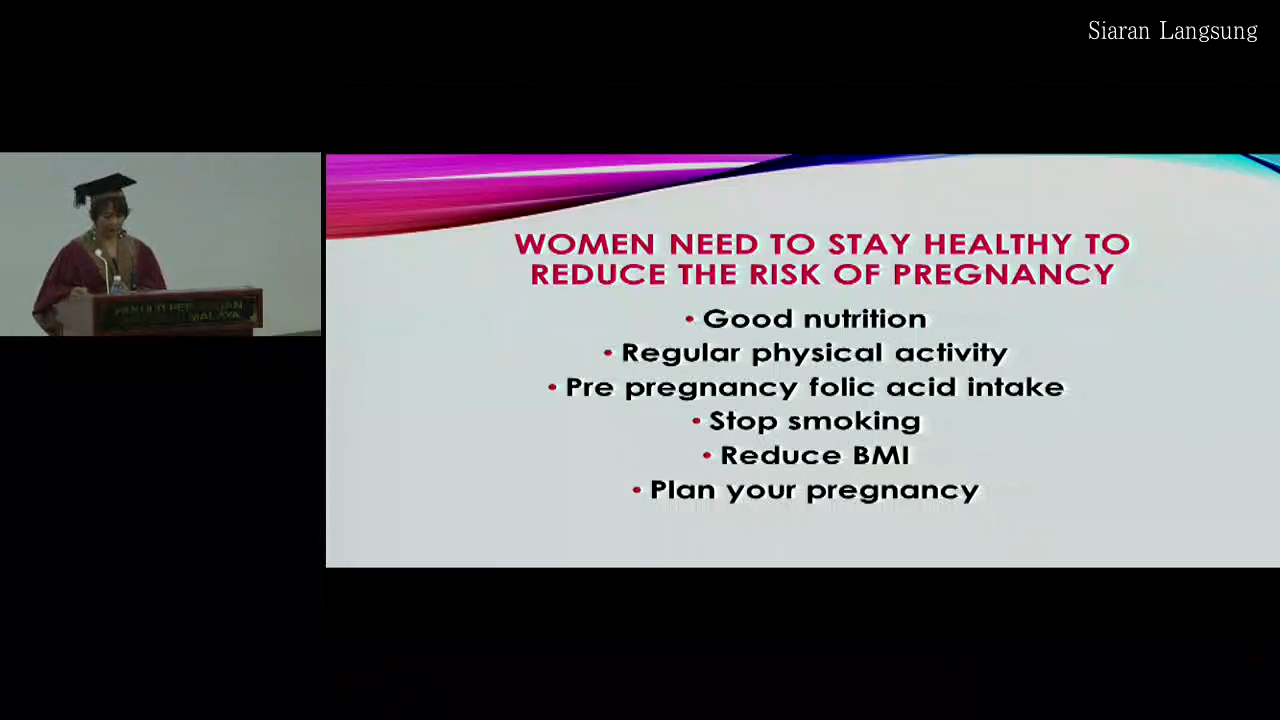 Siaran Langsung
WOMEN NEED TO STAY HEALTHY TO
REDUCE THE RISK OF PREGNANCY
• Good nutrition
• Regular physical activity
• Pre pregnancy folic acid intake
• Stop smoking
• Reduce BMI
• Plan your pregnancy
MALAYA